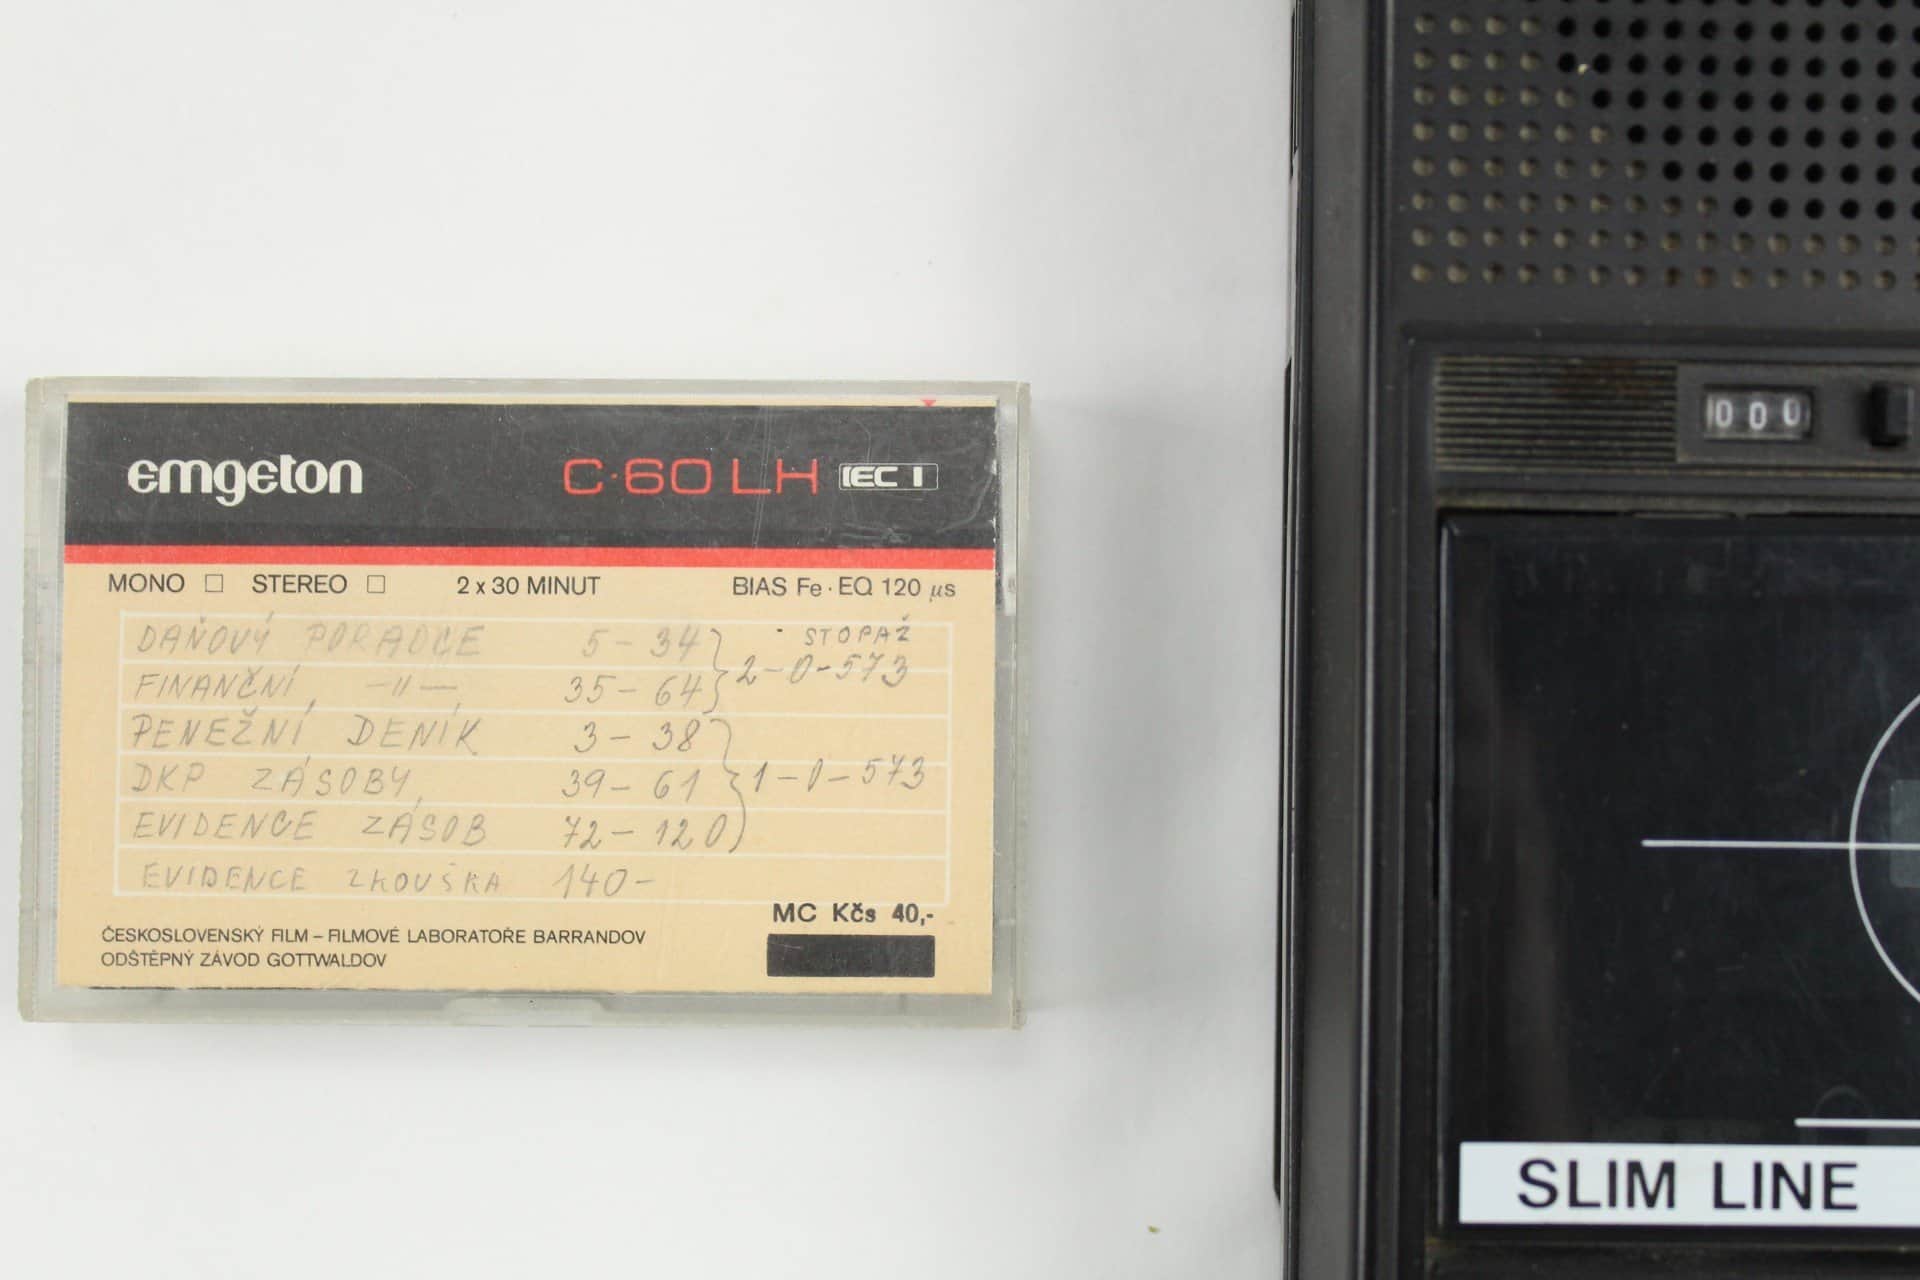 emgeton C·60 LH IEC I
MONO □ STEREO □ 2 x 30 MINUT BIAS Fe · EQ 120 µs
DAŇOVÝ PORADCE 5 – 34 STOPAŽ
FINANČNÍ –〃– 35 – 64 2-0-573
PENEŽNÍ DENÍK 3 – 38
DKP ZÁSOBY 39 – 61 1-0-573
EVIDENCE ZÁSOB 72 – 120
EVIDENCE ZKOUŠKA 140 –
MC Kčs 40,-
ČESKOSLOVENSKÝ FILM – FILMOVÉ LABORATOŘE BARRANDOV
ODŠTĚPNÝ ZÁVOD GOTTWALDOV
000
SLIM LINE